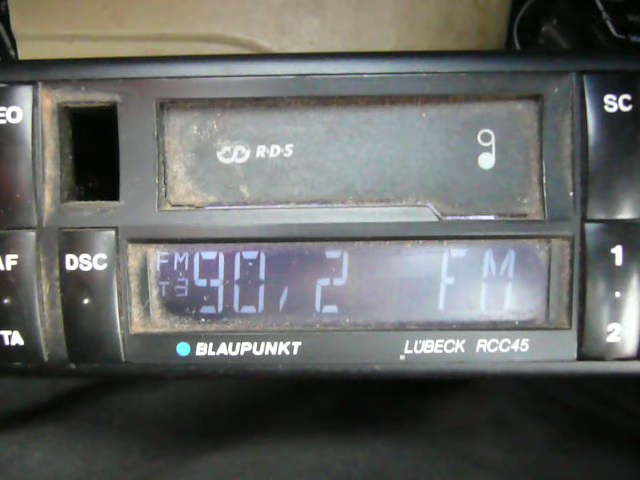 EO
SC
R·D·S
AF
DSC
1
FM
90,2 FM
T3
TA
2
BLAUPUNKT
LÜBECK RCC45